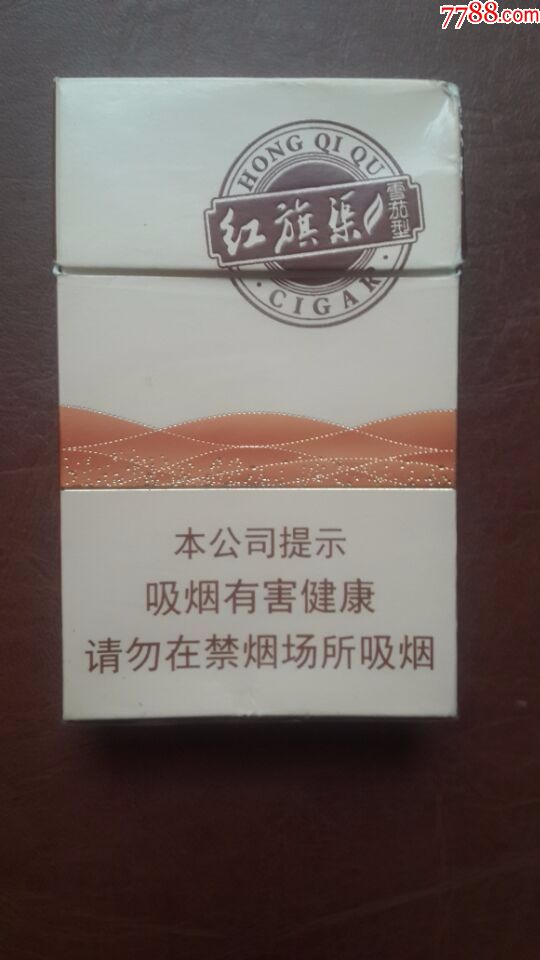 7788.com
HONG QI QU
红旗渠
雪茄型
·CIGAR·
本公司提示
吸烟有害健康
请勿在禁烟场所吸烟